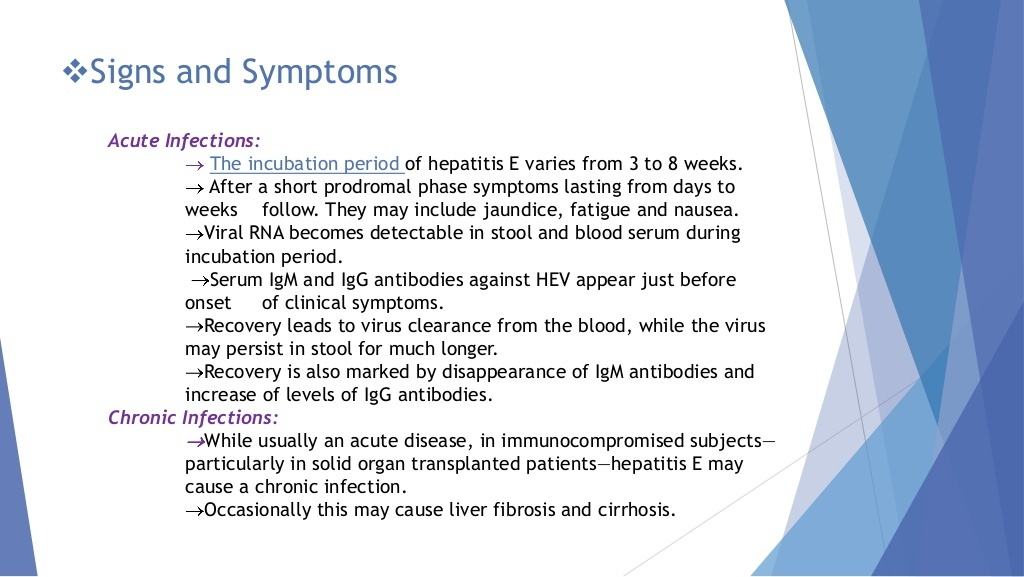 ❖Signs and Symptoms
Acute Infections:
→ The incubation period of hepatitis E varies from 3 to 8 weeks.
→ After a short prodromal phase symptoms lasting from days to
weeks follow. They may include jaundice, fatigue and nausea.
→Viral RNA becomes detectable in stool and blood serum during
incubation period.
→Serum IgM and IgG antibodies against HEV appear just before
onset of clinical symptoms.
→Recovery leads to virus clearance from the blood, while the virus
may persist in stool for much longer.
→Recovery is also marked by disappearance of IgM antibodies and
increase of levels of IgG antibodies.
Chronic Infections:
→While usually an acute disease, in immunocompromised subjects—
particularly in solid organ transplanted patients—hepatitis E may
cause a chronic infection.
→Occasionally this may cause liver fibrosis and cirrhosis.